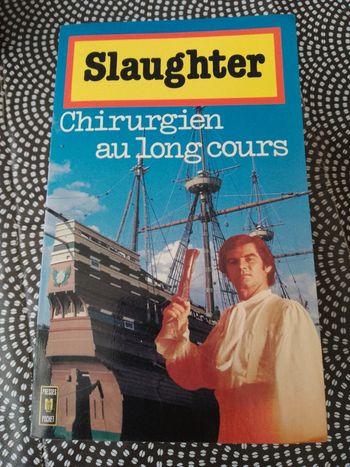 Slaughter
Chirurgien
au long cours
PRESSES
POCKET